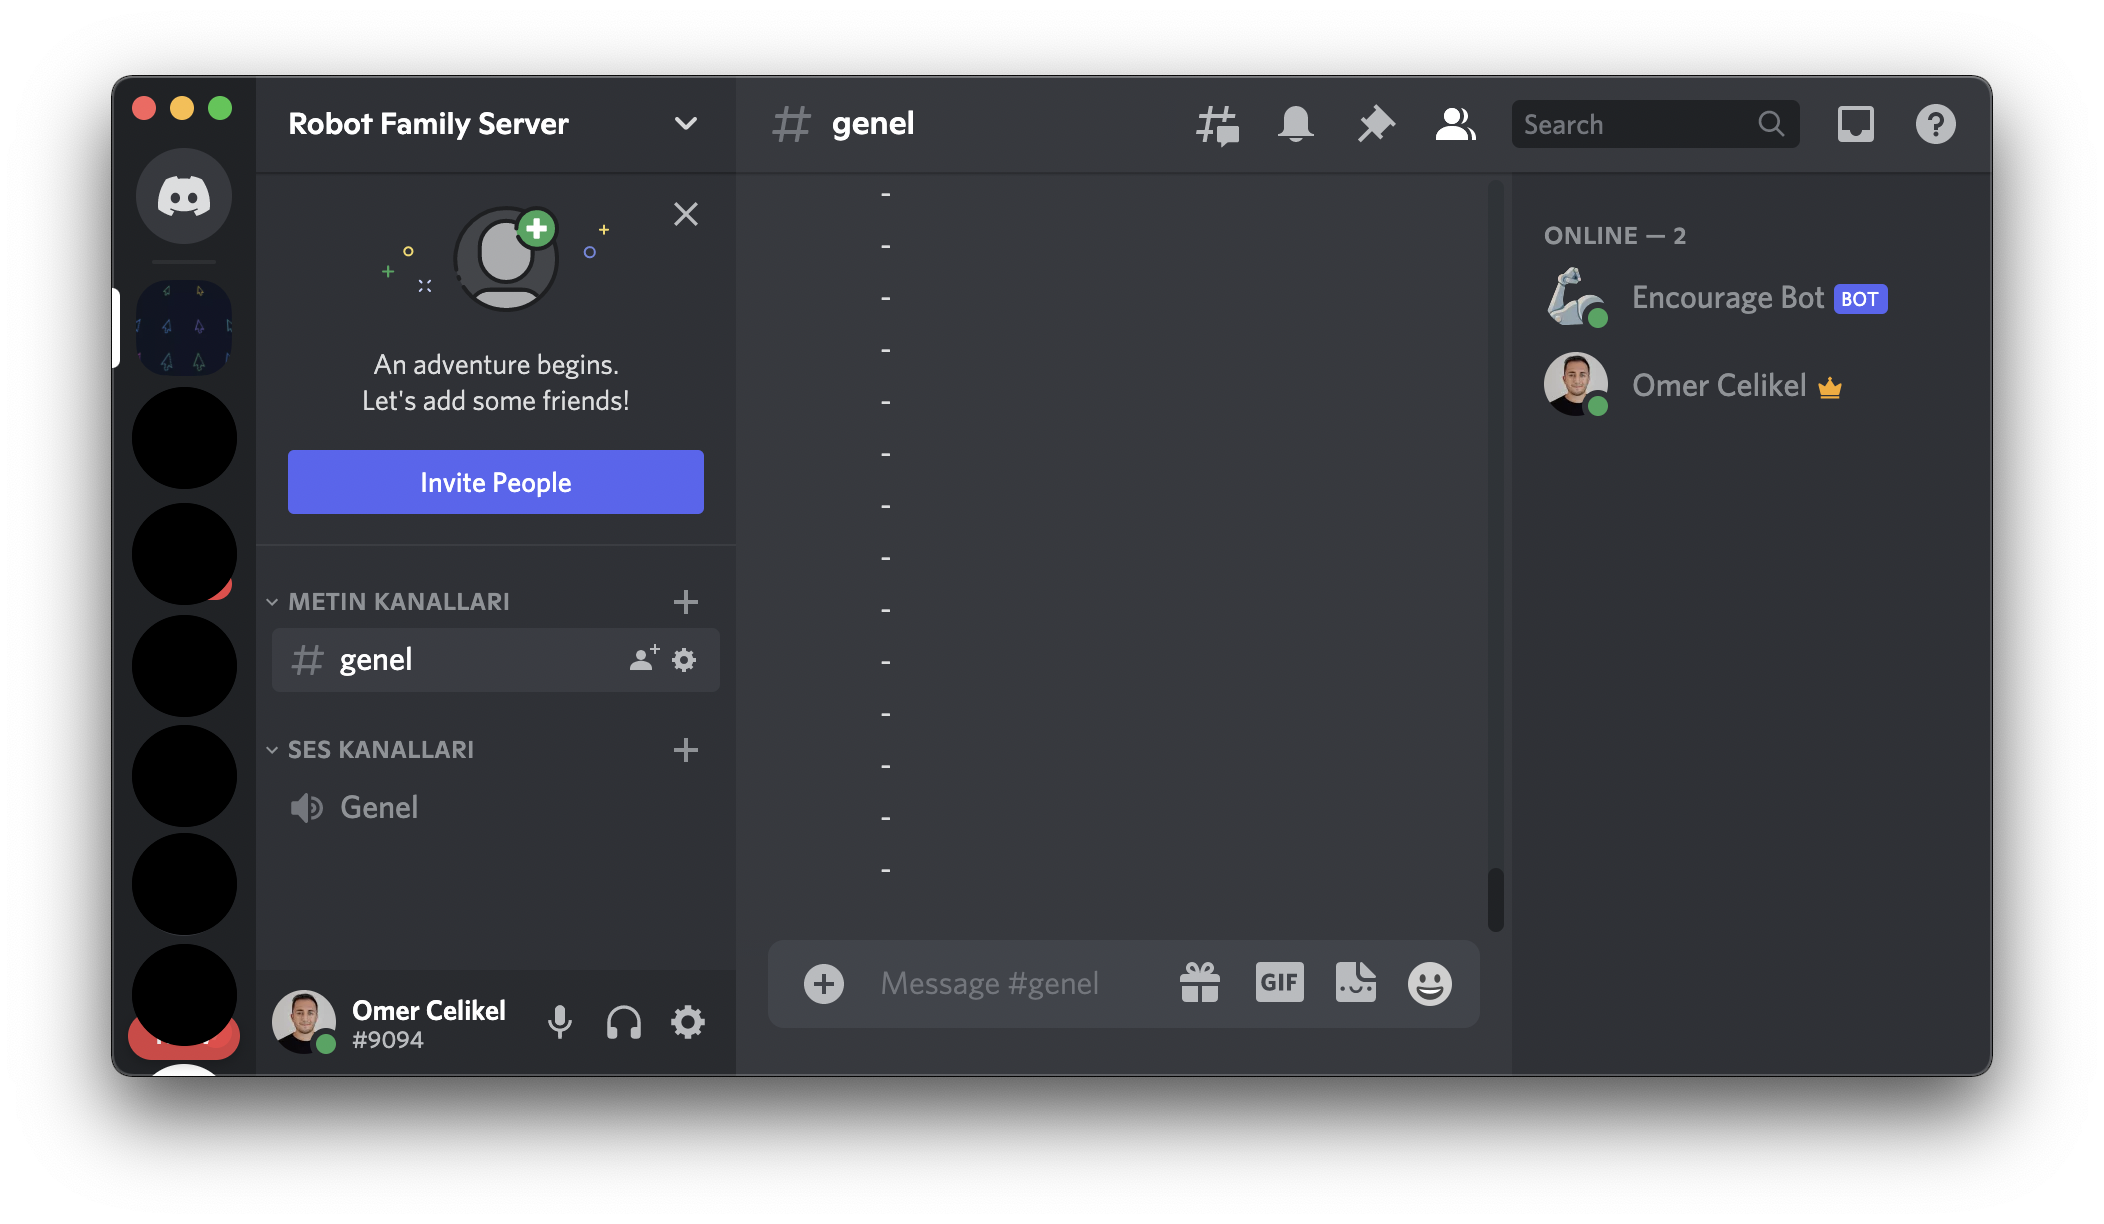 Robot Family Server
An adventure begins.
Let's add some friends!
Invite People
METIN KANALLARI
genel
SES KANALLARI
Genel
Omer Celikel
#9094
# genel
Search
-
-
-
-
-
-
-
-
-
-
-
-
-
-
Message #genel
GIF
ONLINE — 2
Encourage Bot BOT
Omer Celikel